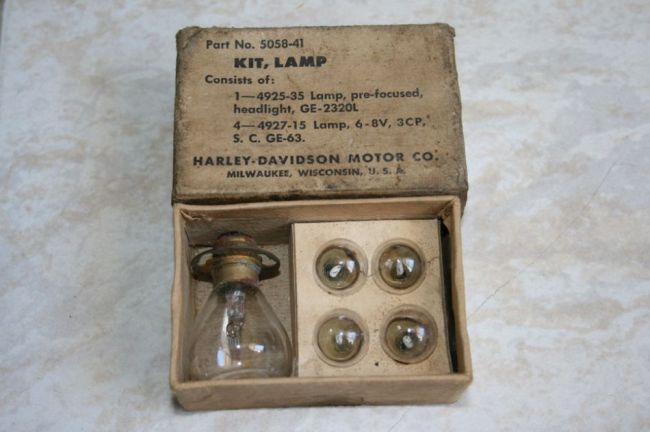 Part No. 5058-41
KIT, LAMP
Consists of:
1—4925-35 Lamp, pre-focused,
headlight, GE-2320L
4—4927-15 Lamp, 6-8V, 3CP,
S. C. GE-63.
HARLEY-DAVIDSON MOTOR CO.
MILWAUKEE, WISCONSIN, U. S. A.